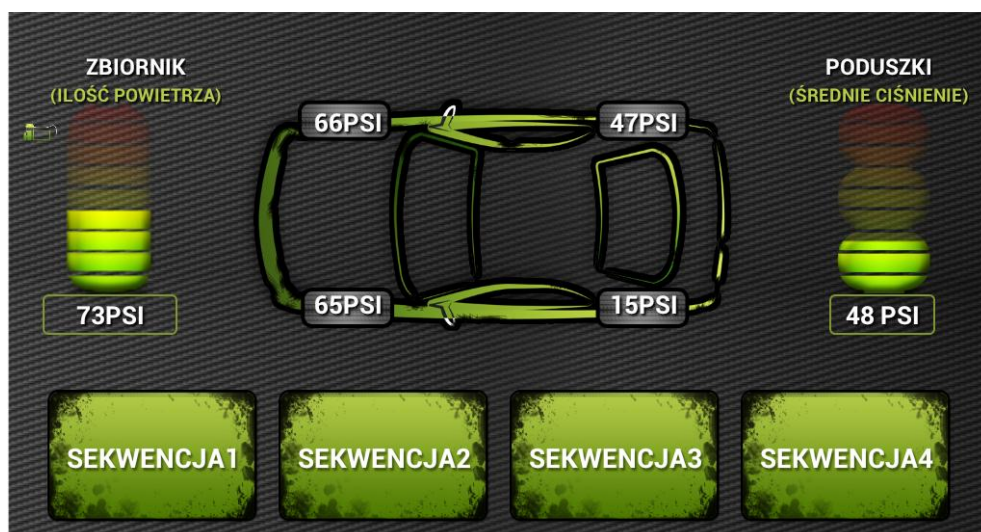 ZBIORNIK
(ILOŚĆ POWIETRZA)
73PSI
66PSI
47PSI
65PSI
15PSI
PODUSZKI
(ŚREDNIE CIŚNIENIE)
48 PSI
SEKWENCJA1
SEKWENCJA2
SEKWENCJA3
SEKWENCJA4